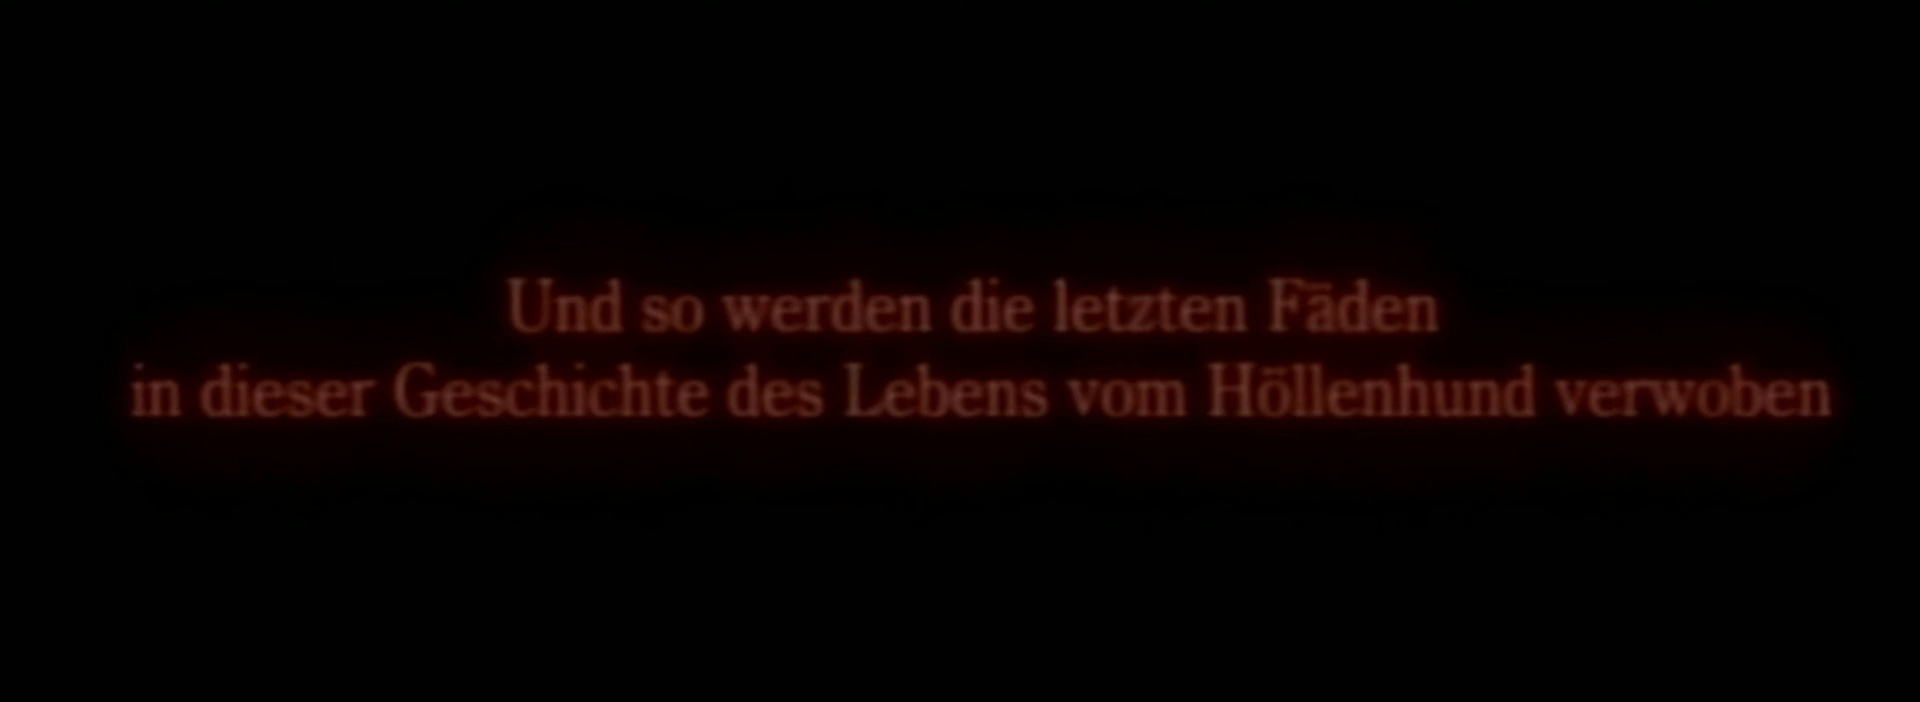 Und so werden die letzten Fäden
in dieser Geschichte des Lebens vom Höllenhund verwoben